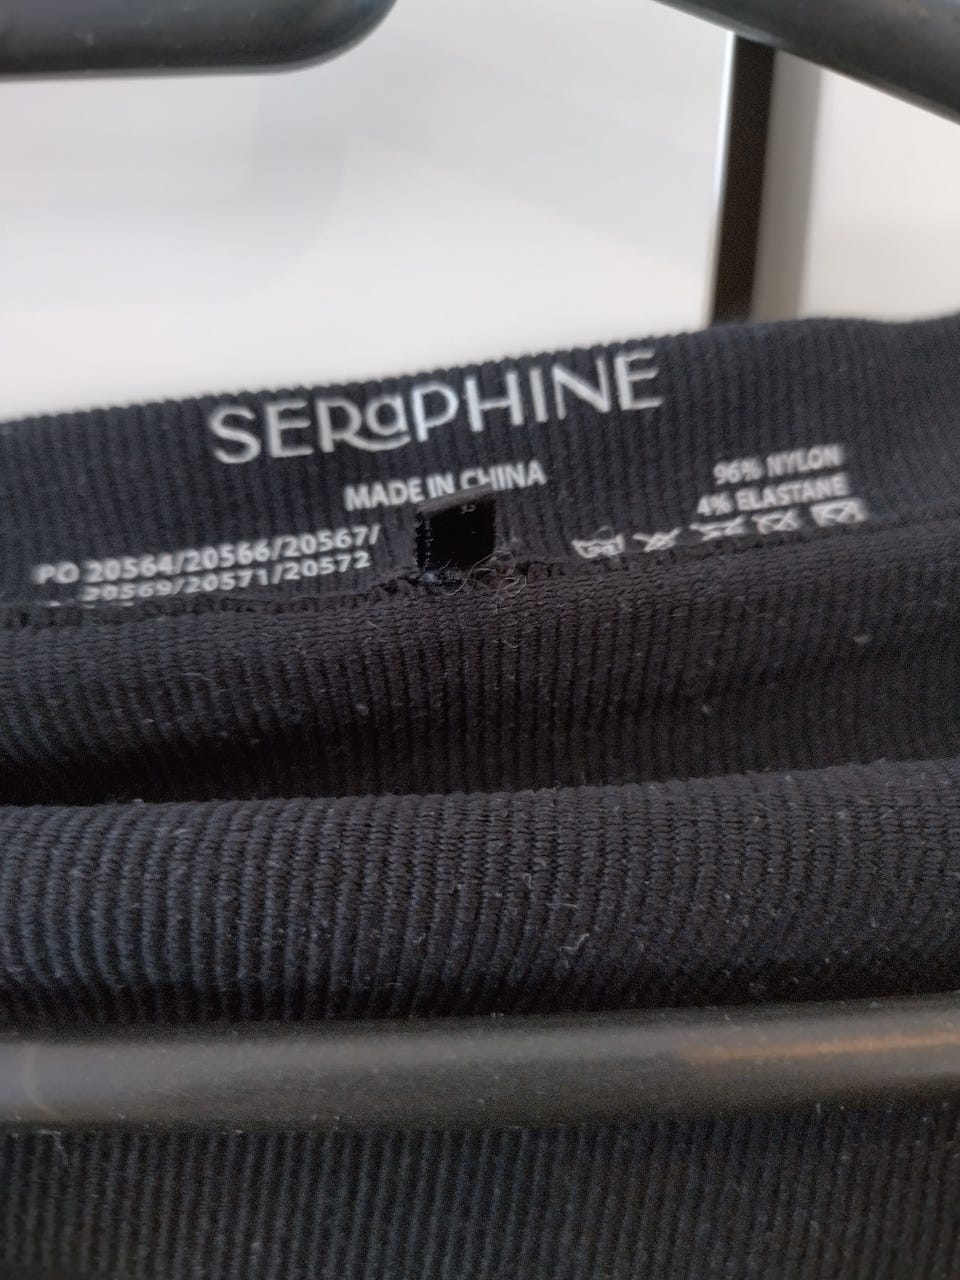 SERaPHINE
MADE IN CHINA
96% NYLON
4% ELASTANE
PO 20564/20566/20567/
20569/20571/20572